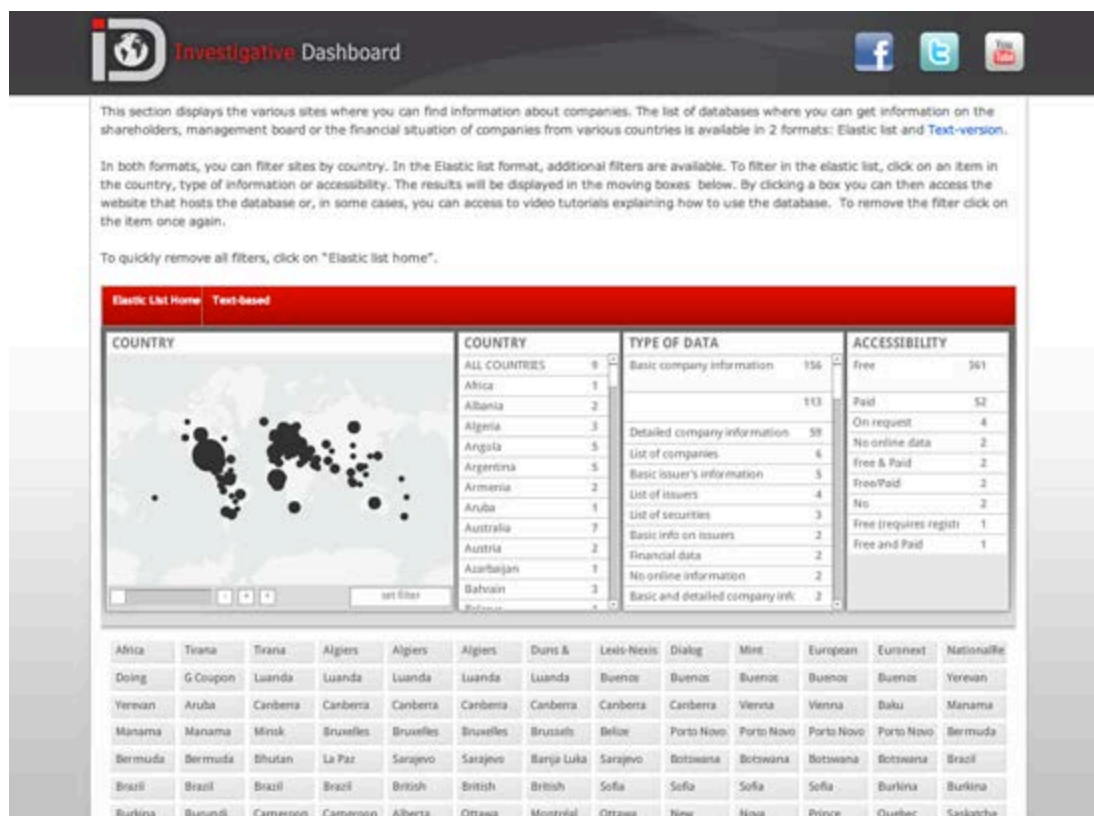 iD Investigative Dashboard
f
t
You Tube
This section displays the various sites where you can find information about companies. The list of databases where you can get information on the
shareholders, management board or the financial situation of companies from various countries is available in 2 formats: Elastic list and Text-version.
In both formats, you can filter sites by country. In the Elastic list format, additional filters are available. To filter in the elastic list, click on an item in
the country, type of information or accessibility. The results will be displayed in the moving boxes below. By clicking a box you can then access the
website that hosts the database or, in some cases, you can access to video tutorials explaining how to use the database. To remove the filter click on
the item once again.
To quickly remove all filters, click on "Elastic list home".
Elastic List Home Text-based
COUNTRY
- + +
set filter
COUNTRY
ALL COUNTRIES 9
Africa 1
Albania 2
Algeria 3
Angola 5
Argentina 5
Armenia 2
Aruba 1
Australia 7
Austria 2
Azarbaijan 1
Bahrain 3
TYPE OF DATA
Basic company information 156
113
Detailed company information 59
List of companies 6
Basic issuer's information 5
List of issuers 4
List of securities 3
Basic info on issuers 2
Financial data 2
No online information 2
Basic and detailed company infc 2
ACCESSIBILITY
Free 361
Paid 52
On request 4
No online data 2
Free & Paid 2
Free/Paid 2
No 2
Free (requires registi 1
Free and Paid 1
Africa Tirana Tirana Algiers Algiers Algiers Duns & Lexis-Nexis Dialog Mint European Euronext NationalRe
Doing G Coupon Luanda Luanda Luanda Luanda Luanda Buenos Buenos Buenos Buenos Buenos Yerevan
Yerevan Aruba Canberra Canberra Canberra Canberra Canberra Canberra Canberra Vienna Vienna Baku Manama
Manama Manama Minsk Bruxelles Bruxelles Bruxelles Brussels Belize Porto Novo Porto Novo Porto Novo Porto Novo Bermuda
Bermuda Bermuda Bhutan La Paz Sarajevo Sarajevo Banja Luka Sarajevo Botswana Botswana Botswana Botswana Brazil
Brazil Brazil Brazil Brazil British British British Sofia Sofia Sofia Sofia Burkina Burkina
Burkina Burundi Cameroon Cameroon Alberta Ottawa Montréal Ottawa New Nova Prince Quebec Saskatche